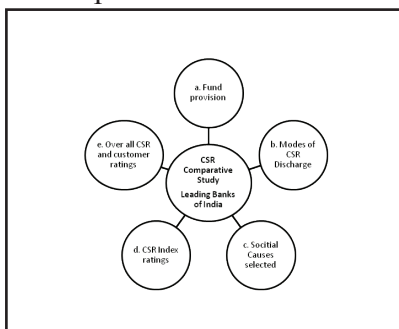 a. Fund
provision
b. Modes of
CSR
Discharge
c. Socitial
Causes
selected
d. CSR Index
ratings
e. Over all CSR
and customer
ratings
CSR
Comparative
Study
Leading Banks
of India